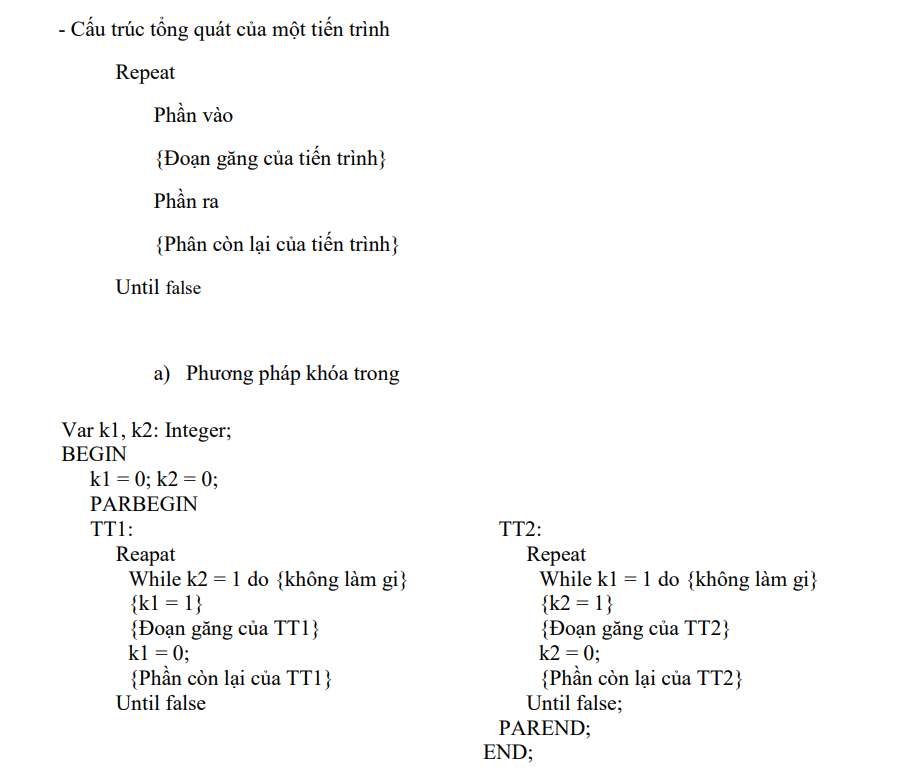 - Cấu trúc tổng quát của một tiến trình
Repeat
Phần vào
{Đoạn găng của tiến trình}
Phần ra
{Phân còn lại của tiến trình}
Until false
a) Phương pháp khóa trong
Var k1, k2: Integer;
BEGIN
k1 = 0; k2 = 0;
PARBEGIN
TT1:
Reapat
While k2 = 1 do {không làm gi}
{k1 = 1}
{Đoạn găng của TT1}
k1 = 0;
{Phần còn lại của TT1}
Until false
TT2:
Repeat
While k1 = 1 do {không làm gi}
{k2 = 1}
{Đoạn găng của TT2}
k2 = 0;
{Phần còn lại của TT2}
Until false;
PAREND;
END;